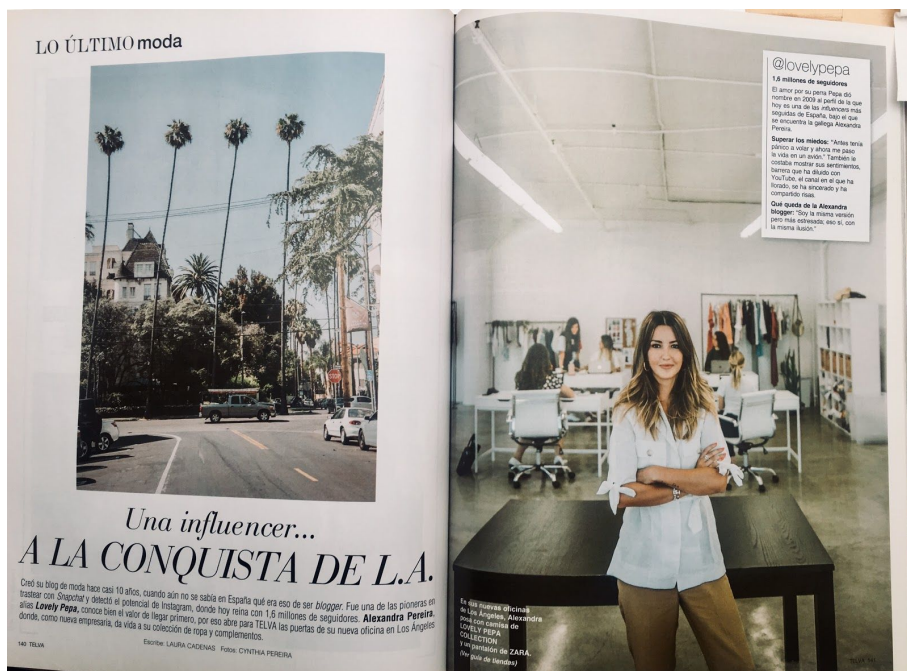 LO ÚLTIMO moda
Una influencer...
A LA CONQUISTA DE L.A.
Creó su blog de moda hace casi 10 años, cuando aún no se sabía en España qué era eso de ser blogger. Fue una de las pioneras en
trastear con Snapchat y detectó el potencial de Instagram, donde hoy reina con 1,6 millones de seguidores. Alexandra Pereira,
alias Lovely Pepa, conoce bien el valor de llegar primero, por eso abre para TELVA las puertas de su nueva oficina en Los Ángeles
donde, como nueva empresaria, da vida a su colección de ropa y complementos.
140 TELVA
Escribe: LAURA CADENAS Fotos: CYNTHIA PEREIRA
@lovelypepa
1,6 millones de seguidores
El amor por su perra Pepa dió
nombre en 2009 al perfil de la que
hoy es una de las influencers más
seguidas de España, bajo el que
se encuentra la gallega Alexandra
Pereira.
Superar los miedos: "Antes tenía
pánico a volar y ahora me paso
la vida en un avión." También le
costaba mostrar sus sentimientos,
barrera que ha diluido con
YouTube, el canal en el que ha
llorado, se ha sincerado y ha
compartido risas.
Qué queda de la Alexandra
blogger: "Soy la misma versión
pero más estresada; eso sí, con
la misma ilusión."
En sus nuevas oficinas
de Los Ángeles, Alexandra
posa con camisa de
LOVELY PEPA
COLLECTION
y un pantalón de ZARA.
(Ver guía de tiendas)